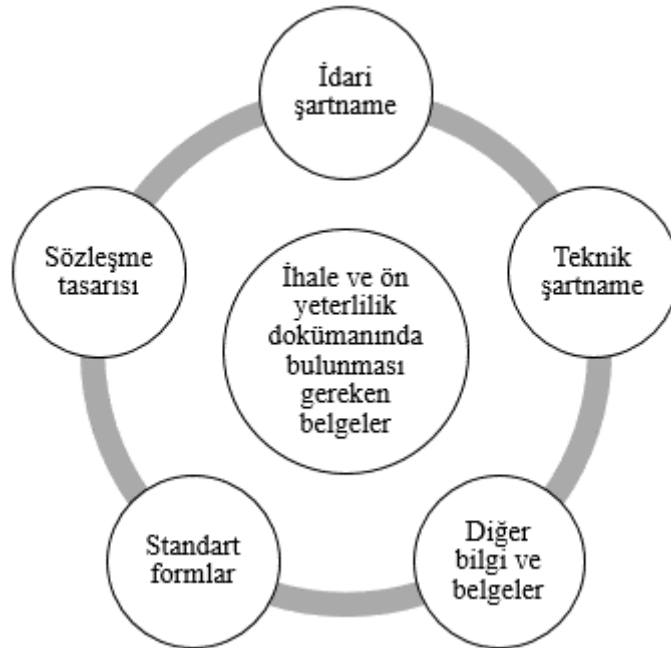 İdari
şartname
Sözleşme
tasarısı
Teknik
şartname
İhale ve ön
yeterlilik
dokümanında
bulunması
gereken
belgeler
Standart
formlar
Diğer
bilgi ve
belgeler